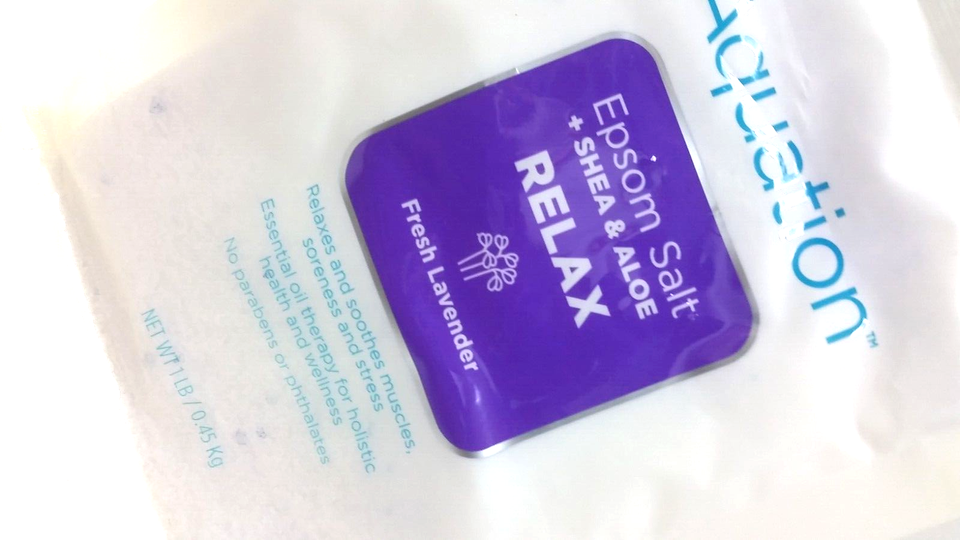 Aquation™
Epsom Salt
+ SHEA & ALOE
RELAX
Fresh Lavender
Relaxes and soothes muscles,
soreness and stress
Essential oil therapy for holistic
health and wellness
No parabens or phthalates
NET WT 1 LB / 0.45 Kg